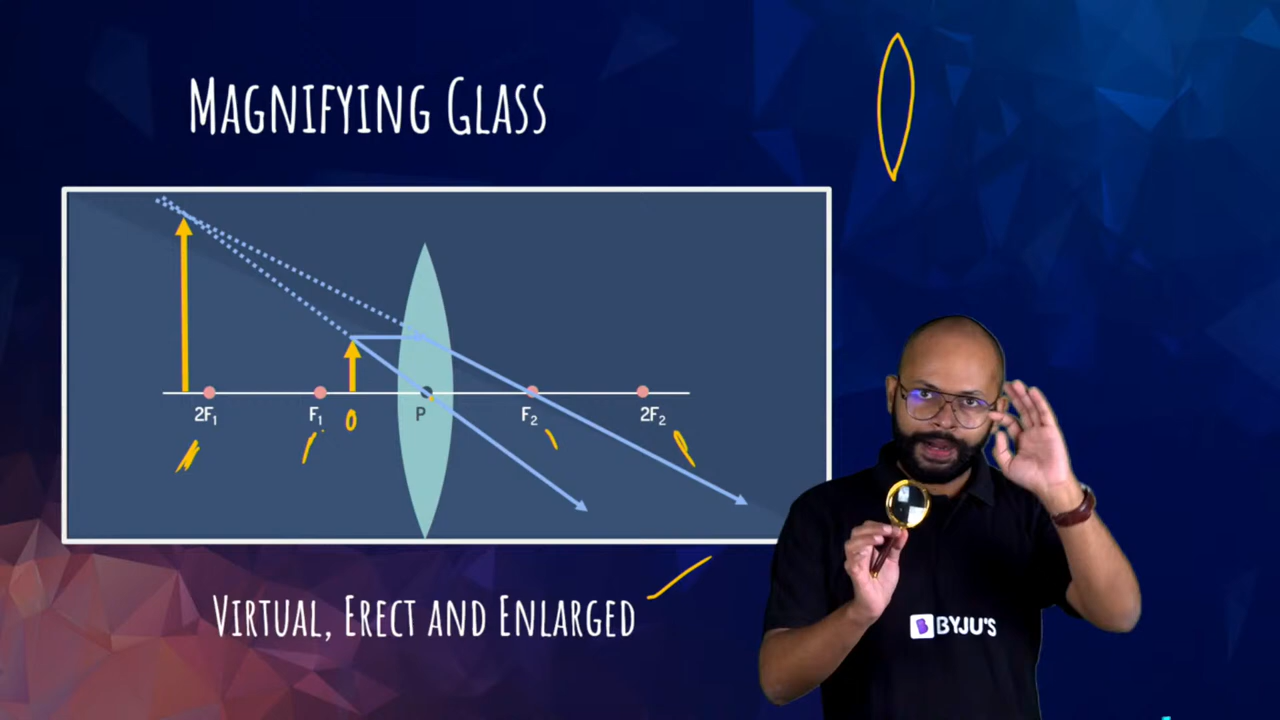 MAGNIFYING GLASS
2F₁ F₁ O P F₂ 2F₂
VIRTUAL, ERECT AND ENLARGED
BYJU'S